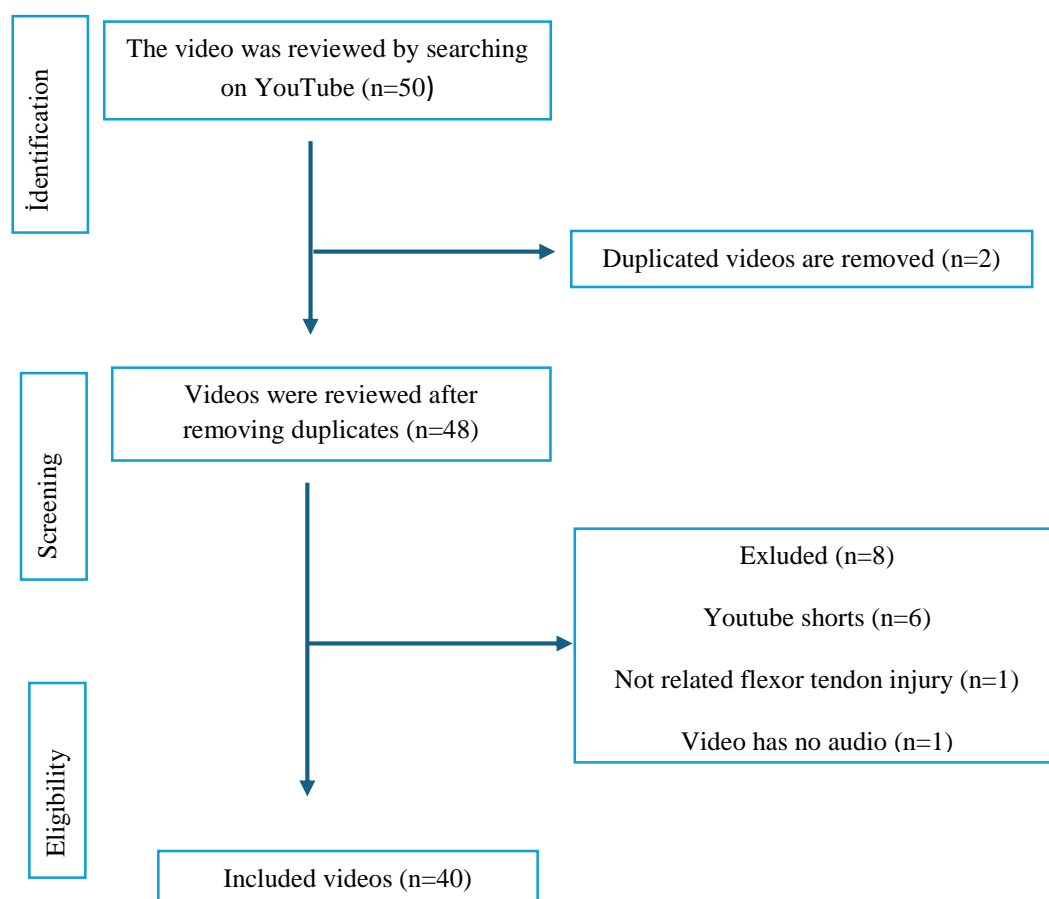 İdentification
The video was reviewed by searching
on YouTube (n=50)
Duplicated videos are removed (n=2)
Screening
Videos were reviewed after
removing duplicates (n=48)
Exluded (n=8)
Youtube shorts (n=6)
Not related flexor tendon injury (n=1)
Video has no audio (n=1)
Eligibility
Included videos (n=40)